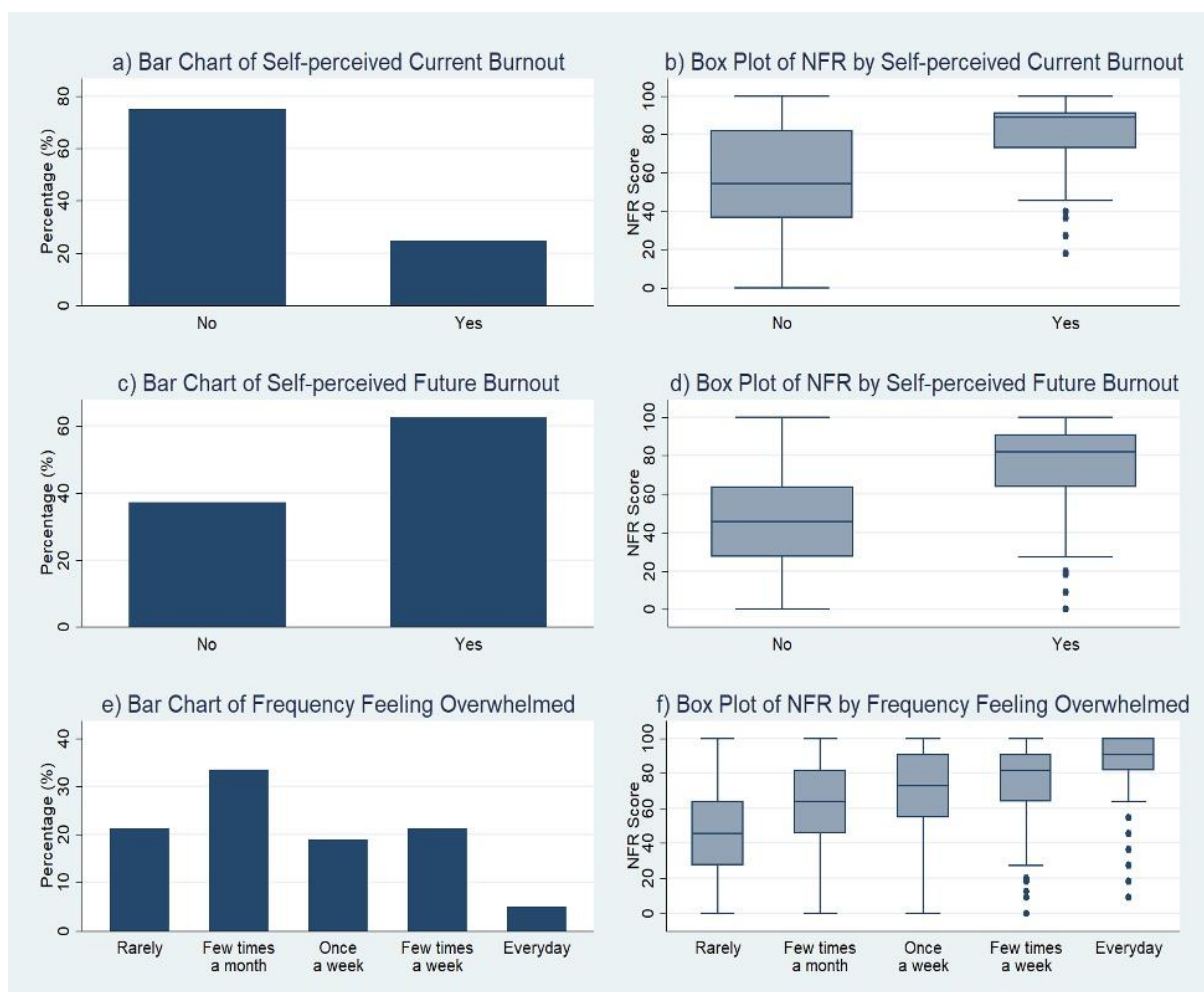 a) Bar Chart of Self-perceived Current Burnout
Percentage (%)
80
60
40
20
0
No
Yes
b) Box Plot of NFR by Self-perceived Current Burnout
NFR Score
100
80
60
40
20
0
No
Yes
c) Bar Chart of Self-perceived Future Burnout
Percentage (%)
60
40
20
0
No
Yes
d) Box Plot of NFR by Self-perceived Future Burnout
NFR Score
100
80
60
40
20
0
No
Yes
e) Bar Chart of Frequency Feeling Overwhelmed
Percentage (%)
40
30
20
10
0
Rarely
Few times
a month
Once
a week
Few times
a week
Everyday
f) Box Plot of NFR by Frequency Feeling Overwhelmed
NFR Score
100
80
60
40
20
0
Rarely
Few times
a month
Once
a week
Few times
a week
Everyday